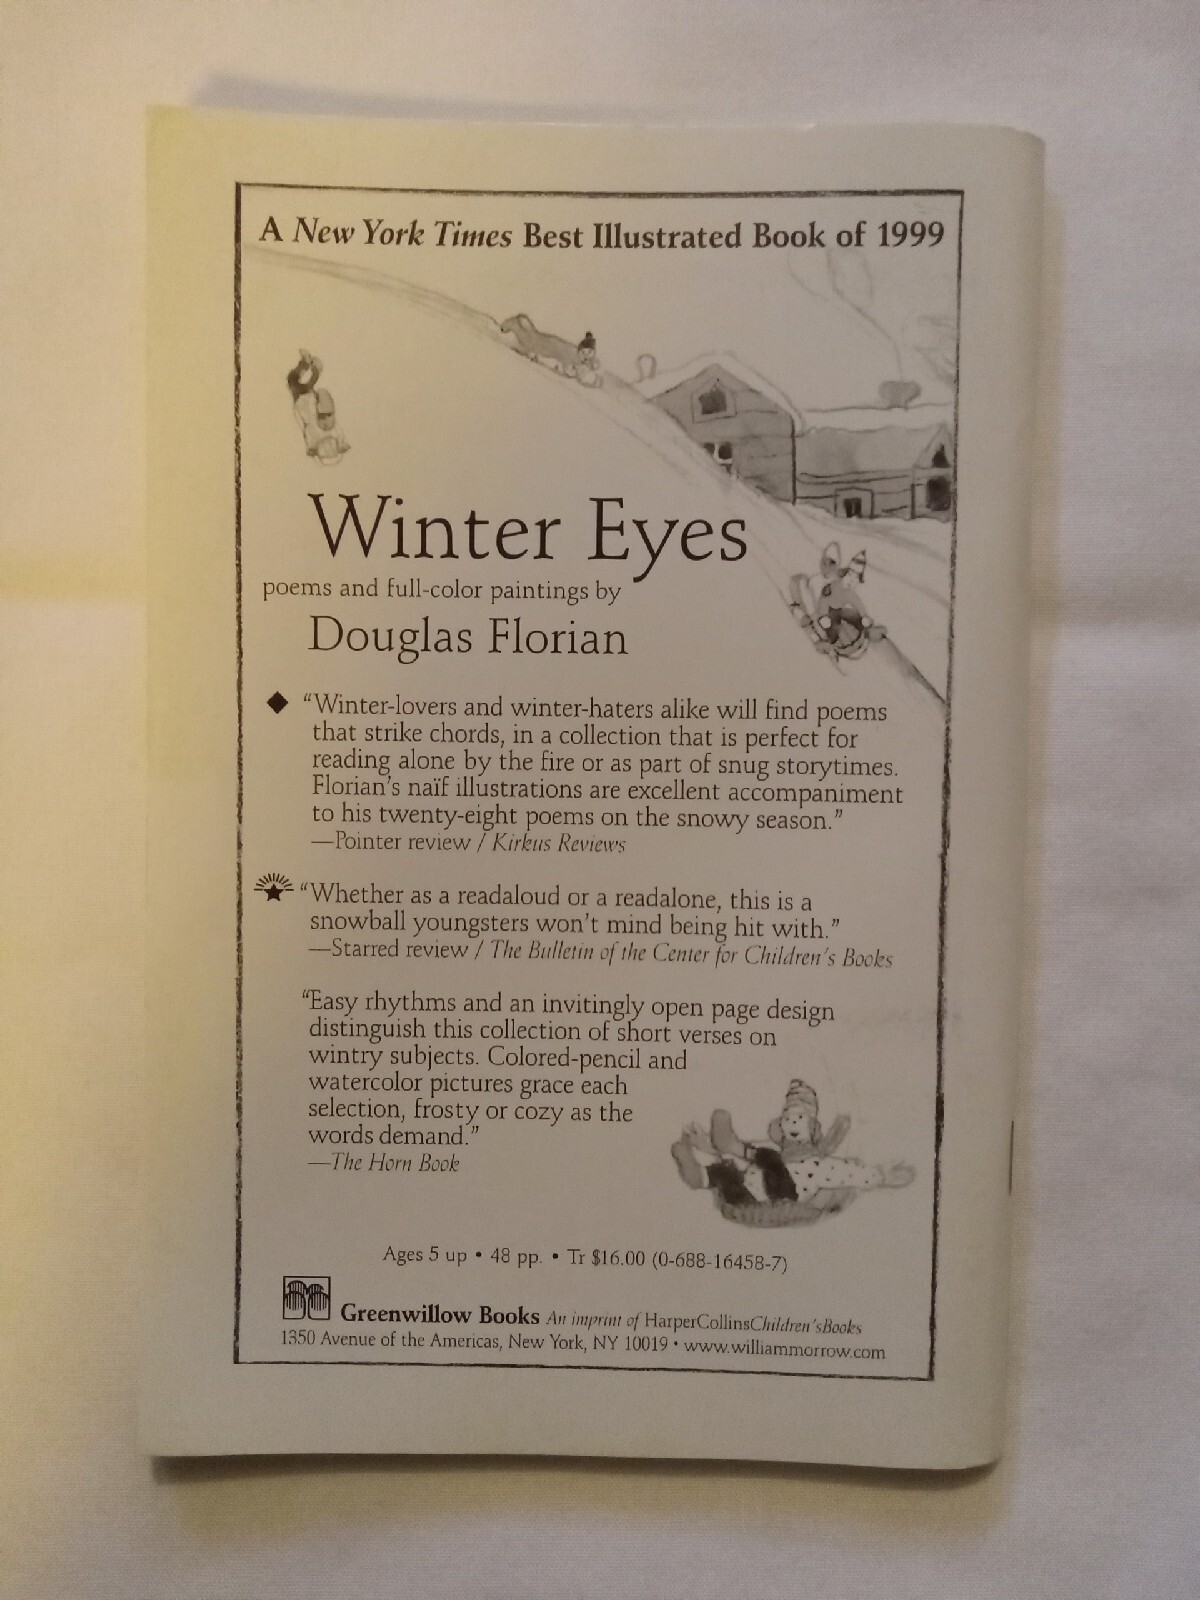 A New York Times Best Illustrated Book of 1999
Winter Eyes
poems and full-color paintings by
Douglas Florian
◆ “Winter-lovers and winter-haters alike will find poems
that strike chords, in a collection that is perfect for
reading alone by the fire or as part of snug storytimes.
Florian’s naïf illustrations are excellent accompaniment
to his twenty-eight poems on the snowy season.”
—Pointer review / Kirkus Reviews
“Whether as a readaloud or a readalone, this is a
snowball youngsters won’t mind being hit with.”
—Starred review / The Bulletin of the Center for Children’s Books
“Easy rhythms and an invitingly open page design
distinguish this collection of short verses on
wintry subjects. Colored-pencil and
watercolor pictures grace each
selection, frosty or cozy as the
words demand.”
—The Horn Book
Ages 5 up • 48 pp. • Tr $16.00 (0-688-16458-7)
Greenwillow Books An imprint of HarperCollinsChildren’sBooks
1350 Avenue of the Americas, New York, NY 10019 • www.williammorrow.com